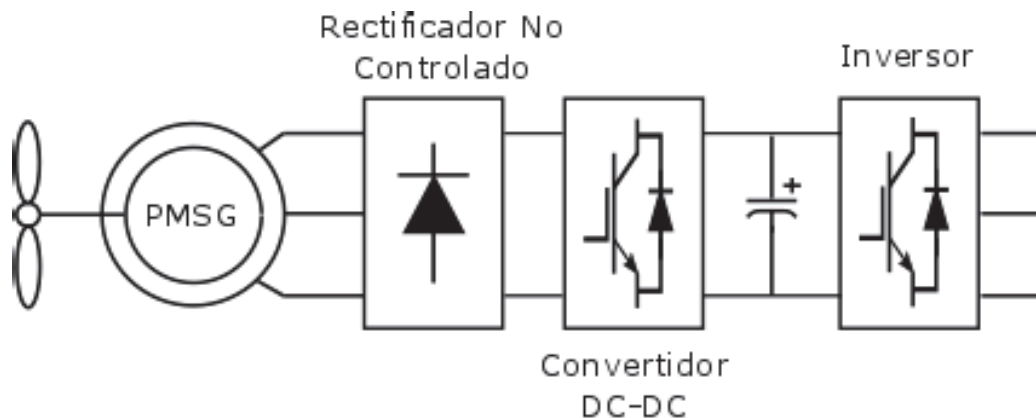 Rectificador No
Controlado
Inversor
PMSG
+
Convertidor
DC-DC